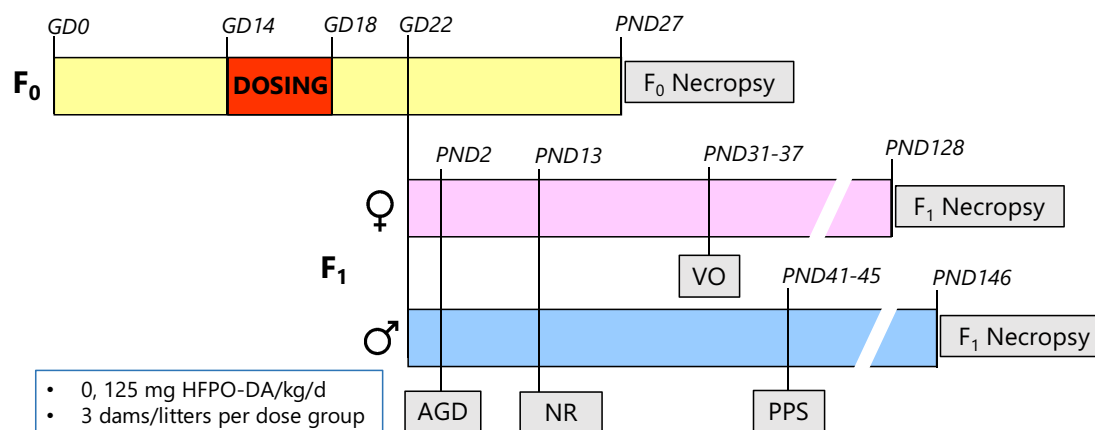 GD0 GD14 GD18 GD22 PND27
F₀ DOSING F₀ Necropsy
PND2 PND13 PND31-37 PND128
♀ F₁ Necropsy
VO
F₁ PND41-45 PND146
♂ F₁ Necropsy
AGD NR PPS
• 0, 125 mg HFPO-DA/kg/d
• 3 dams/litters per dose group